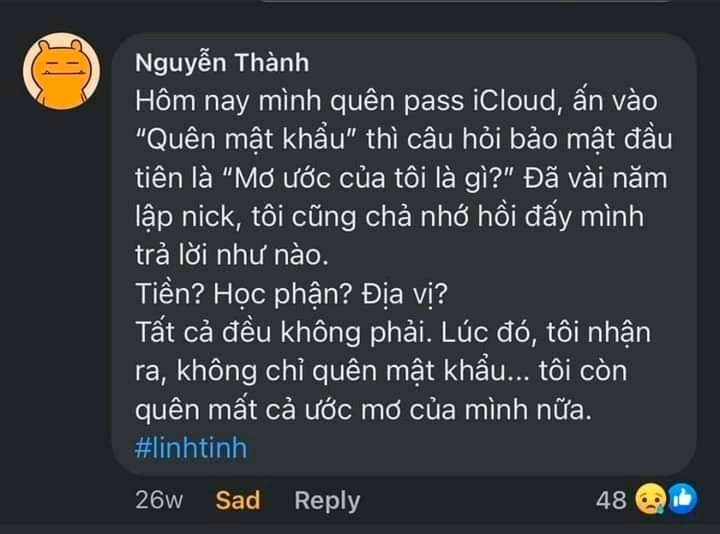 Nguyễn Thành
Hôm nay mình quên pass iCloud, ấn vào
“Quên mật khẩu” thì câu hỏi bảo mật đầu
tiên là “Mơ ước của tôi là gì?” Đã vài năm
lập nick, tôi cũng chả nhớ hồi đấy mình
trả lời như nào.
Tiền? Học phận? Địa vị?
Tất cả đều không phải. Lúc đó, tôi nhận
ra, không chỉ quên mật khẩu... tôi còn
quên mất cả ước mơ của mình nữa.
#linhtinh
26w Sad Reply 48